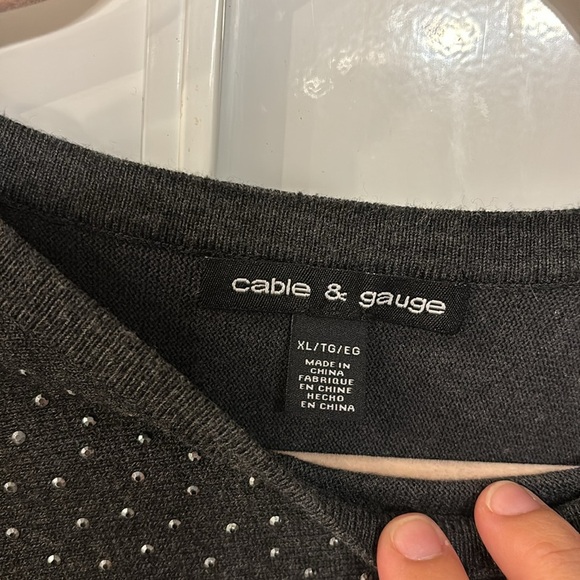 cable & gauge
XL/TG/EG
MADE IN
CHINA
FABRIQUE
EN CHINE
HECHO
EN CHINA